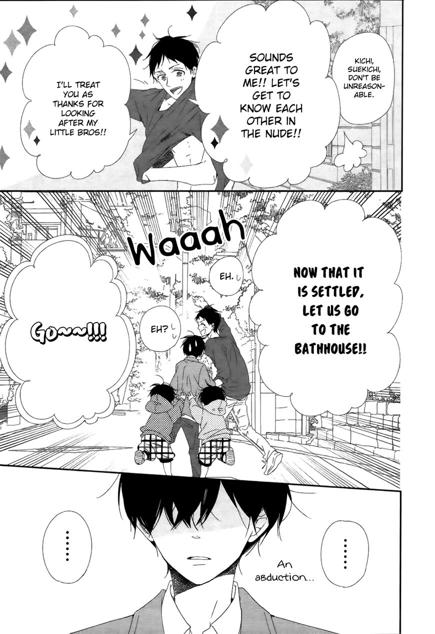 KICHI,
SUEKICHI,
DON'T BE
UNREASON-
ABLE.
SOUNDS
GREAT TO
ME!! LET'S
GET TO
KNOW EACH
OTHER IN
THE NUDE!!
I'LL TREAT
YOU AS
THANKS FOR
LOOKING
AFTER MY
LITTLE BROS!!
Waaah
NOW THAT
IT IS
SETTLED,
LET US GO
TO THE
BATHHOUSE!!
EH.
EH?
GO~~!!!
....
An
abduction...
....